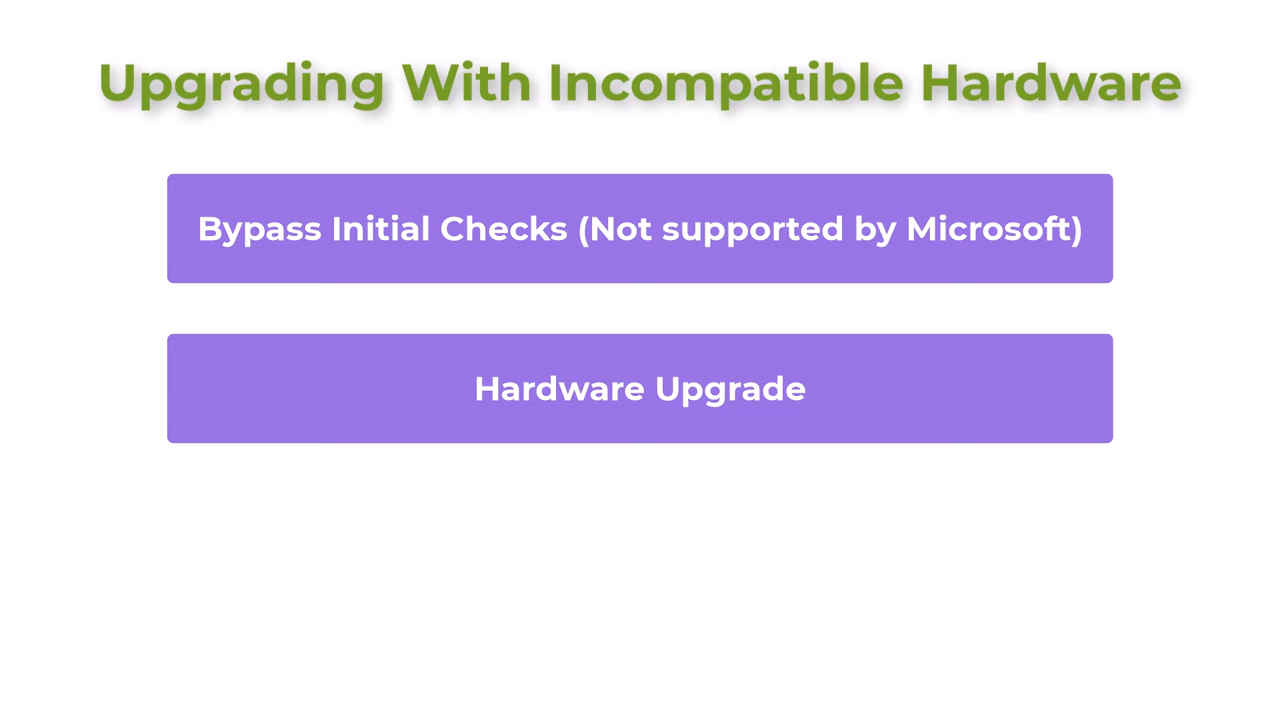 Upgrading With Incompatible Hardware
Bypass Initial Checks (Not supported by Microsoft)
Hardware Upgrade